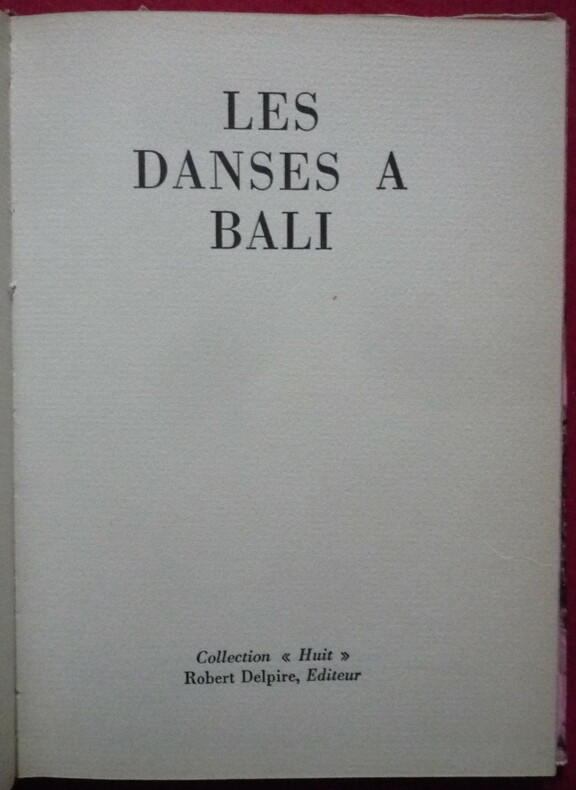 LES
DANSES A
BALI
Collection « Huit »
Robert Delpire, Editeur